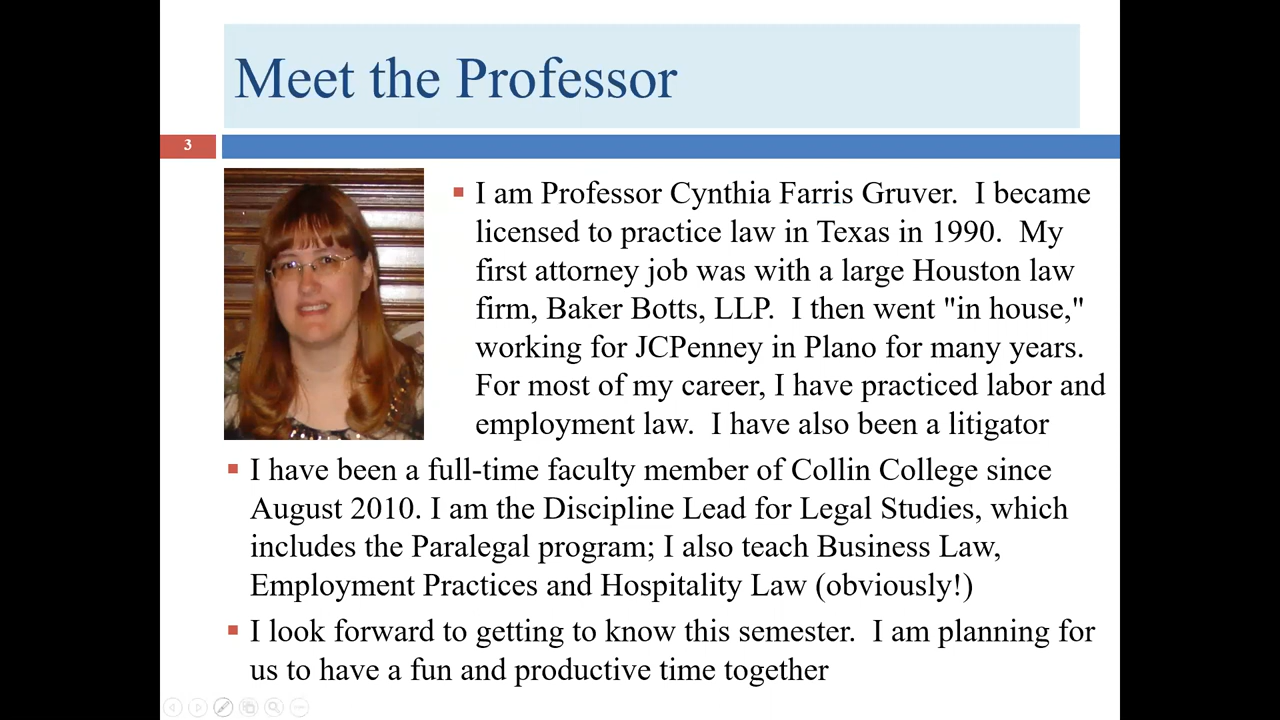 Meet the Professor
3
I am Professor Cynthia Farris Gruver.  I became
licensed to practice law in Texas in 1990.  My
first attorney job was with a large Houston law
firm, Baker Botts, LLP.  I then went "in house,"
working for JCPenney in Plano for many years.
For most of my career, I have practiced labor and
employment law.  I have also been a litigator
I have been a full-time faculty member of Collin College since
August 2010. I am the Discipline Lead for Legal Studies, which
includes the Paralegal program; I also teach Business Law,
Employment Practices and Hospitality Law (obviously!)
I look forward to getting to know this semester.  I am planning for
us to have a fun and productive time together